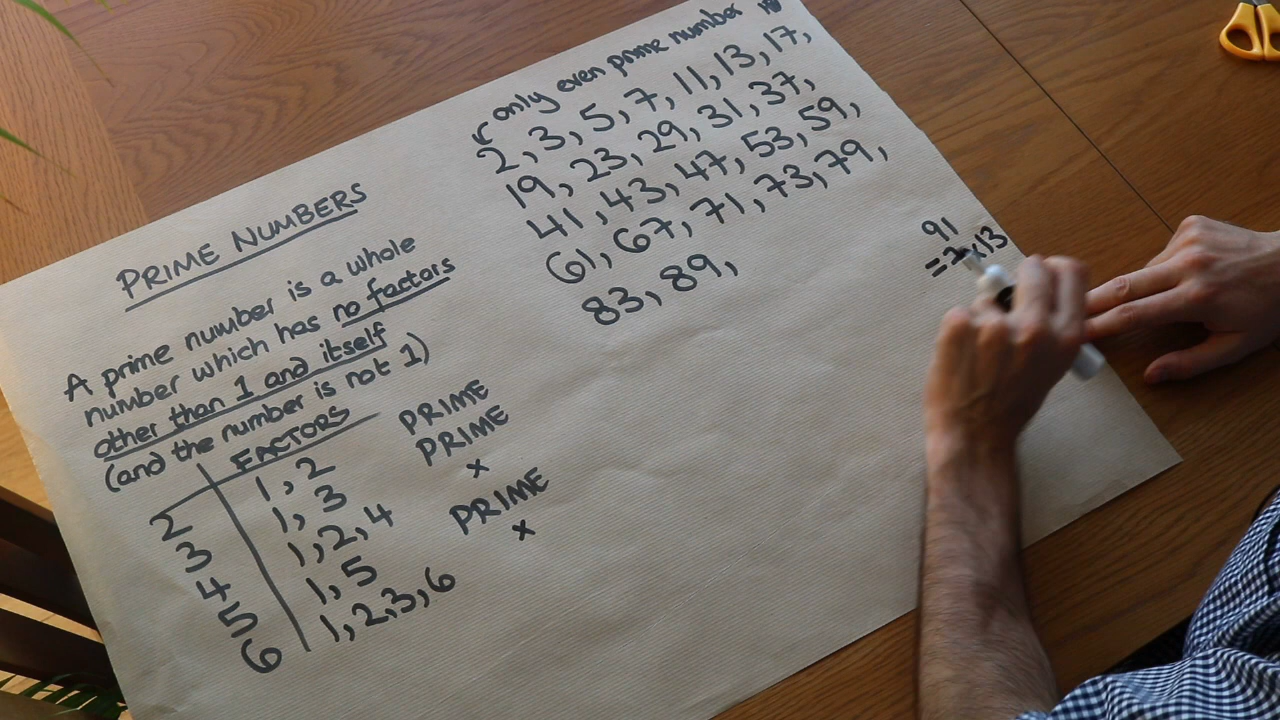 PRIME NUMBERS
A prime number is a whole
number which has no factors
other than 1 and itself
(and the number is not 1)
FACTORS
2 1, 2 PRIME
3 1, 3 PRIME
4 1, 2, 4 x
5 1, 5 PRIME
6 1, 2, 3, 6 x
only even prime number
2, 3, 5, 7, 11, 13, 17,
19, 23, 29, 31, 37,
41, 43, 47, 53, 59,
61, 67, 71, 73, 79,
83, 89,
91
= 7x13